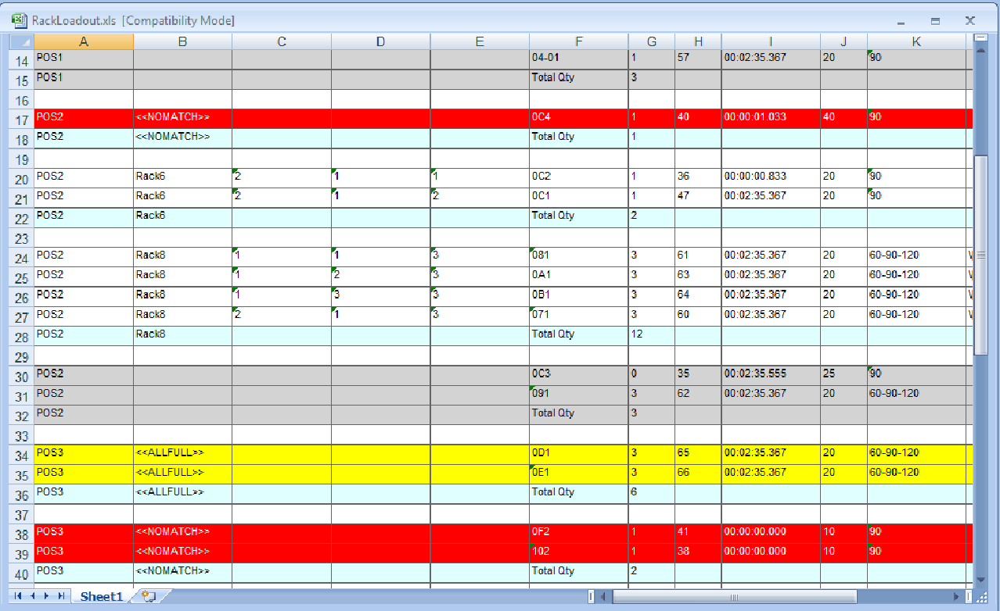 RackLoadout.xls [Compatibility Mode]
A B C D E F G H I J K
14 POS1 04-01 1 57 00:02:35.367 20 90
15 POS1 Total Qty 3
16
17 POS2 <<NOMATCH>> 0C4 1 40 00:00:01.033 40 90
18 POS2 <<NOMATCH>> Total Qty 1
19
20 POS2 Rack6 2 1 1 0C2 1 36 00:00:00.833 20 90
21 POS2 Rack6 2 1 2 0C1 1 47 00:02:35.367 20 90
22 POS2 Rack6 Total Qty 2
23
24 POS2 Rack8 1 1 3 081 3 61 00:02:35.367 20 60-90-120
25 POS2 Rack8 1 2 3 0A1 3 63 00:02:35.367 20 60-90-120
26 POS2 Rack8 1 3 3 0B1 3 64 00:02:35.367 20 60-90-120
27 POS2 Rack8 2 1 3 071 3 60 00:02:35.367 20 60-90-120
28 POS2 Rack8 Total Qty 12
29
30 POS2 0C3 0 35 00:02:35.555 25 90
31 POS2 091 3 62 00:02:35.367 20 60-90-120
32 POS2 Total Qty 3
33
34 POS3 <<ALLFULL>> 0D1 3 65 00:02:35.367 20 60-90-120
35 POS3 <<ALLFULL>> 0E1 3 66 00:02:35.367 20 60-90-120
36 POS3 <<ALLFULL>> Total Qty 6
37
38 POS3 <<NOMATCH>> 0F2 1 41 00:00:00.000 10 90
39 POS3 <<NOMATCH>> 102 1 38 00:00:00.000 10 90
40 POS3 <<NOMATCH>> Total Qty 2
Sheet1